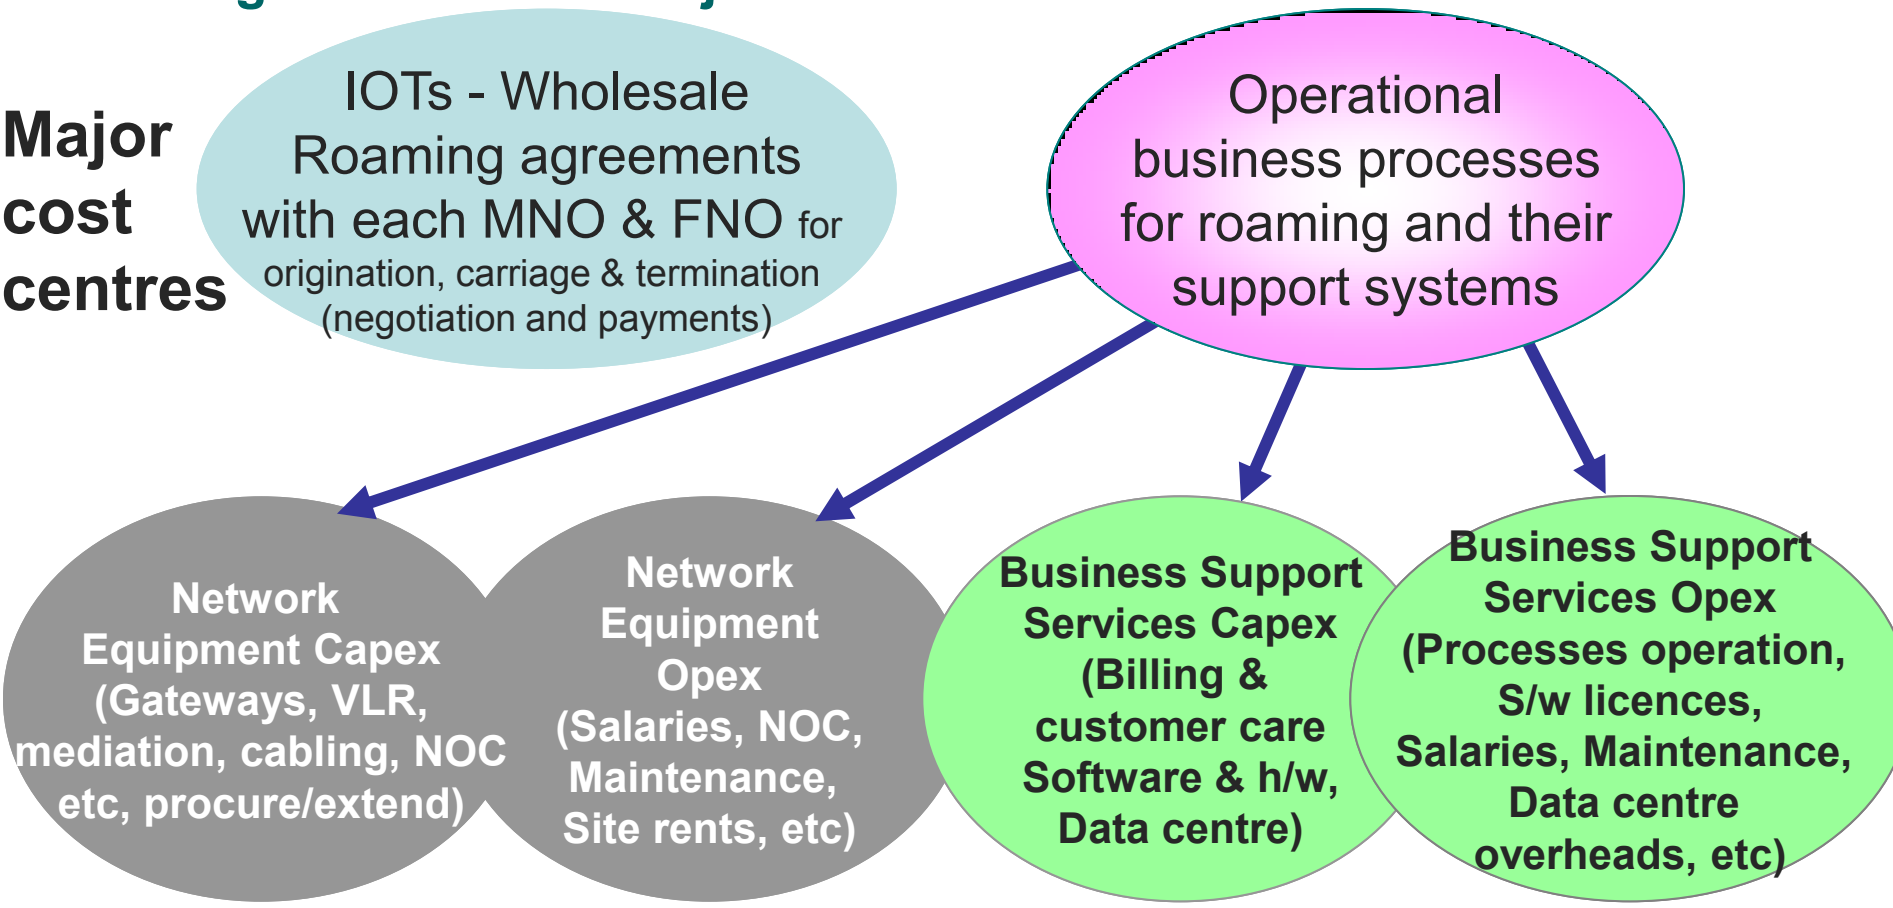 Major
cost
centres
IOTs - Wholesale
Roaming agreements
with each MNO & FNO for
origination, carriage & termination
(negotiation and payments)
Operational
business processes
for roaming and their
support systems
Network
Equipment Capex
(Gateways, VLR,
mediation, cabling, NOC
etc, procure/extend)
Network
Equipment
Opex
(Salaries, NOC,
Maintenance,
Site rents, etc)
Business Support
Services Capex
(Billing &
customer care
Software & h/w,
Data centre)
Business Support
Services Opex
(Processes operation,
S/w licences,
Salaries, Maintenance,
Data centre
overheads, etc)